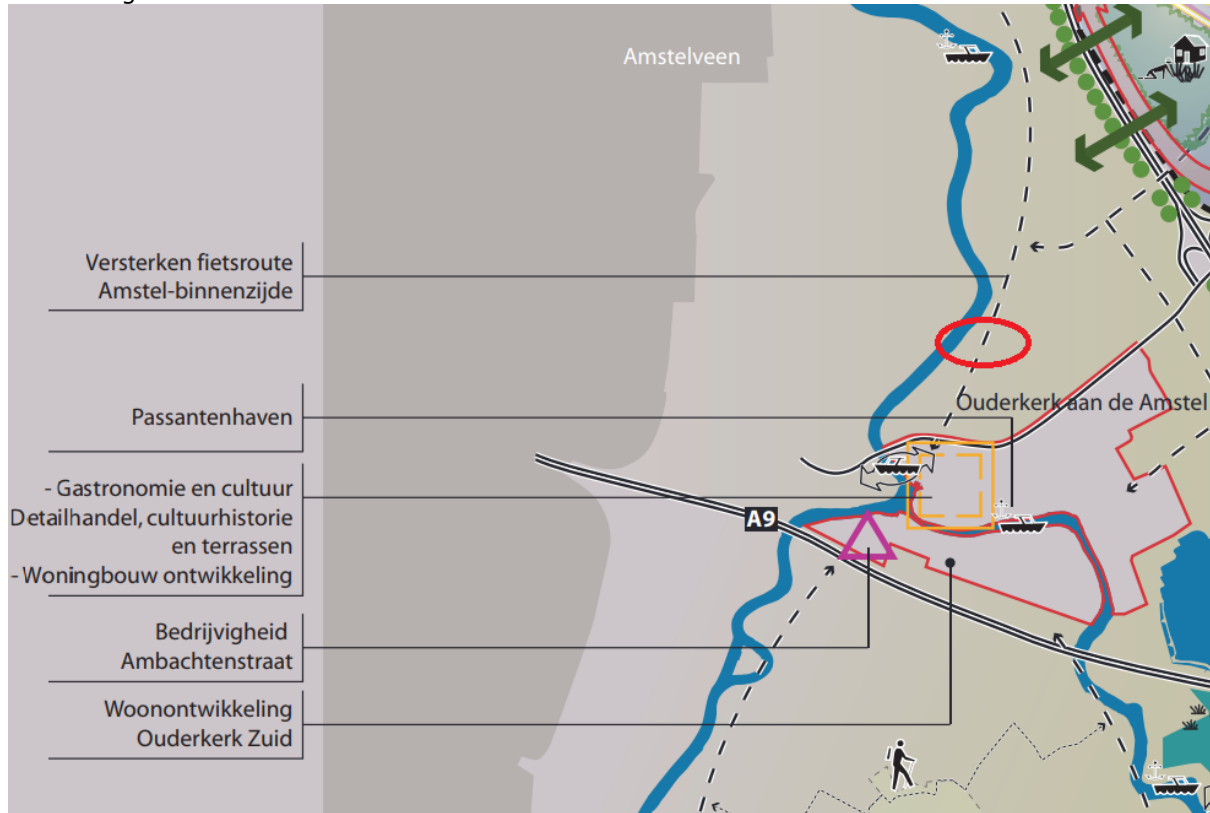 Amstelveen
Versterken fietsroute
Amstel-binnenzijde
Passantenhaven
Ouderkerk aan de Amstel
- Gastronomie en cultuur
Detailhandel, cultuurhistorie
en terrassen
- Woningbouw ontwikkeling
A9
Bedrijvigheid
Ambachtenstraat
Woonontwikkeling
Ouderkerk Zuid